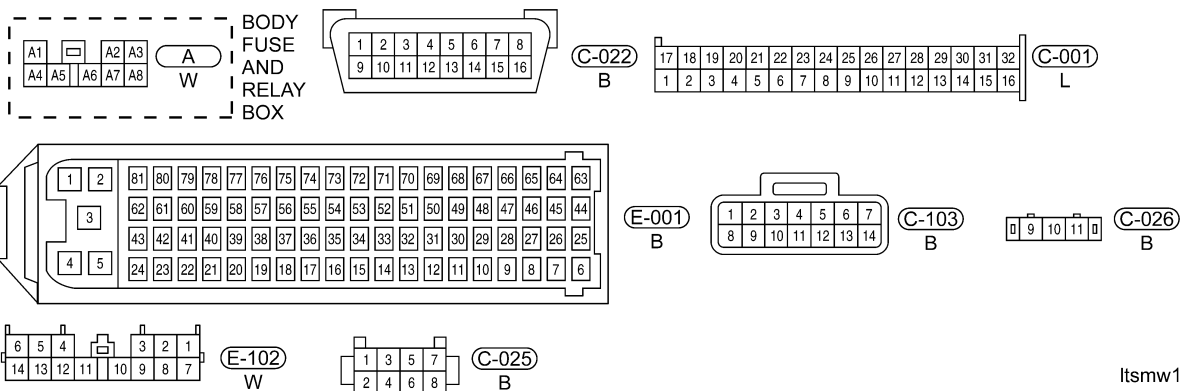 BODY
FUSE
AND
RELAY
BOX
A1 A2 A3
A4 A5 A6 A7 A8
A
W
1 2 3 4 5 6 7 8
9 10 11 12 13 14 15 16
C-022
B
17 18 19 20 21 22 23 24 25 26 27 28 29 30 31 32
1 2 3 4 5 6 7 8 9 10 11 12 13 14 15 16
C-001
L
1 2
3
4 5
81 80 79 78 77 76 75 74 73 72 71 70 69 68 67 66 65 64 63
62 61 60 59 58 57 56 55 54 53 52 51 50 49 48 47 46 45 44
43 42 41 40 39 38 37 36 35 34 33 32 31 30 29 28 27 26 25
24 23 22 21 20 19 18 17 16 15 14 13 12 11 10 9 8 7 6
E-001
B
1 2 3 4 5 6 7
8 9 10 11 12 13 14
C-103
B
9 10 11
C-026
B
6 5 4 3 2 1
14 13 12 11 10 9 8 7
E-102
W
1 3 5 7
2 4 6 8
C-025
B
ltsmw1